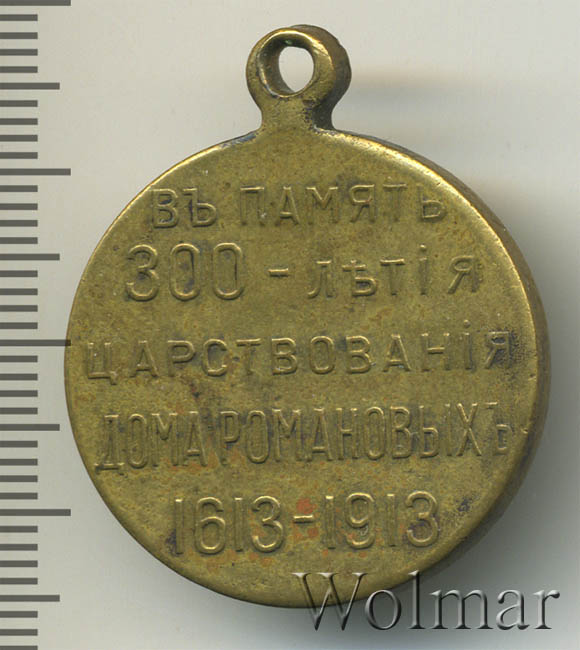 ВЪ ПАМЯТЬ
300-ЛѢТІЯ
ЦАРСТВОВАНІЯ
ДОМА РОМАНОВЫХЪ
1613-1913
Wolmar